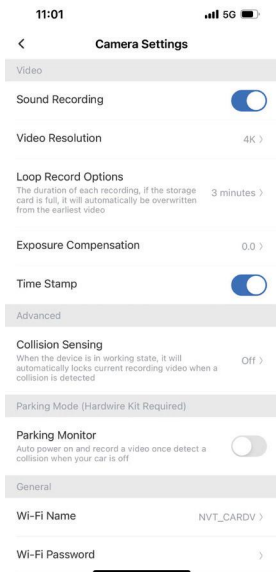 11:01
5G
Camera Settings
Video
Sound Recording
Video Resolution 4K
Loop Record Options
The duration of each recording, if the storage
card is full, it will automatically be overwritten
from the earliest video
3 minutes
Exposure Compensation 0.0
Time Stamp
Advanced
Collision Sensing
When the device is in working state, it will
automatically locks current recording video when a
collision is detected
Off
Parking Mode (Hardwire Kit Required)
Parking Monitor
Auto power on and record a video once detect a
collision when your car is off
General
Wi-Fi Name NVT_CARDV
Wi-Fi Password